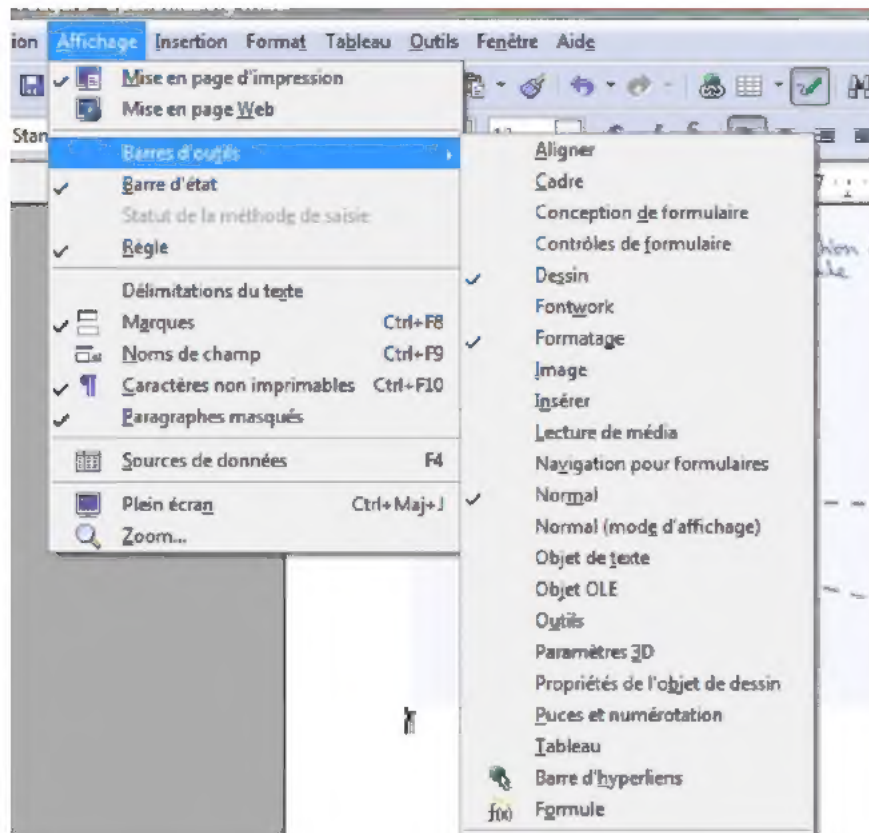 ion Affichage Insertion Format Tableau Outils Fenêtre Aide
Stan
Mise en page d'impression
Mise en page Web
Barres d'outils
Barre d'état
Statut de la méthode de saisie
Règle
Délimitations du texte
Marques Ctrl+F8
Noms de champ Ctrl+F9
Caractères non imprimables Ctrl+F10
Paragraphes masqués
Sources de données F4
Plein écran Ctrl+Maj+J
Zoom...
Aligner
Cadre
Conception de formulaire
Contrôles de formulaire
Dessin
Fontwork
Formatage
Image
Insérer
Lecture de média
Navigation pour formulaires
Normal
Normal (mode d'affichage)
Objet de texte
Objet OLE
Outils
Paramètres 3D
Propriétés de l'objet de dessin
Puces et numérotation
Tableau
Barre d'hyperliens
f(x) Formule